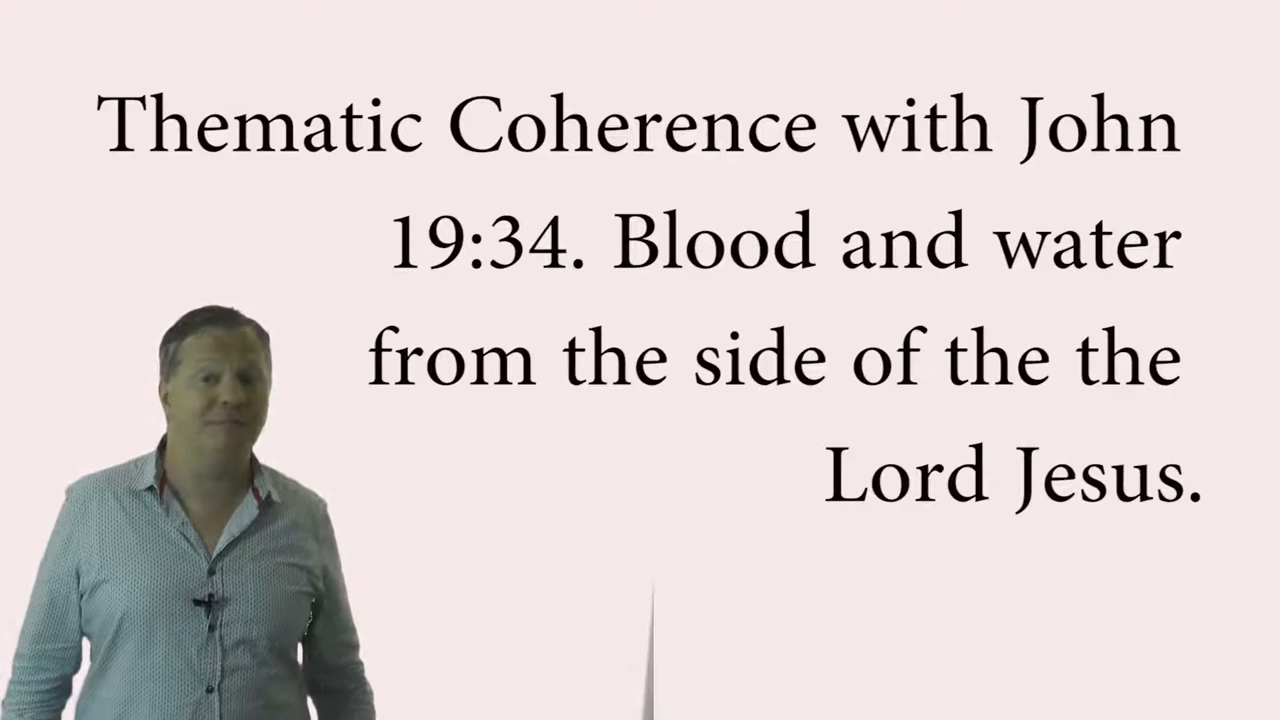 Thematic Coherence with John
19:34. Blood and water
from the side of the the
Lord Jesus.